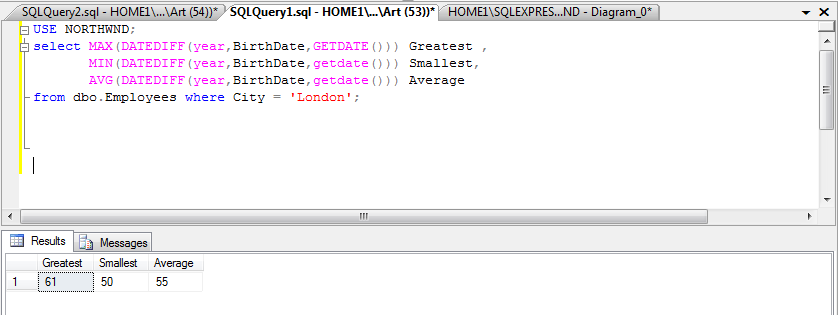 SQLQuery2.sql - HOME1\...\Art (54))* SQLQuery1.sql - HOME1\...\Art (53))* HOME1\SQLEXPRES...ND - Diagram_0*
USE NORTHWND;
select MAX(DATEDIFF(year,BirthDate,GETDATE())) Greatest ,
MIN(DATEDIFF(year,BirthDate,getdate())) Smallest,
AVG(DATEDIFF(year,BirthDate,getdate())) Average
from dbo.Employees where City = 'London';
Results Messages
Greatest Smallest Average
1 61 50 55